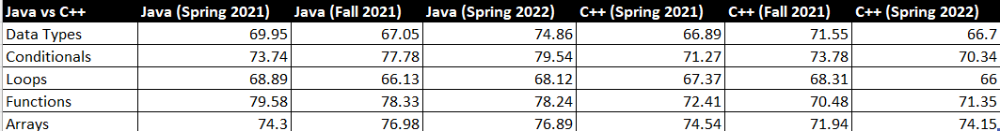 Java vs C++ Java (Spring 2021) Java (Fall 2021) Java (Spring 2022) C++ (Spring 2021) C++ (Fall 2021) C++ (Spring 2022)
Data Types 69.95 67.05 74.86 66.89 71.55 66.7
Conditionals 73.74 77.78 79.54 71.27 73.78 70.34
Loops 68.89 66.13 68.12 67.37 68.31 66
Functions 79.58 78.33 78.24 72.41 70.48 71.35
Arrays 74.3 76.98 76.89 74.54 71.94 74.15